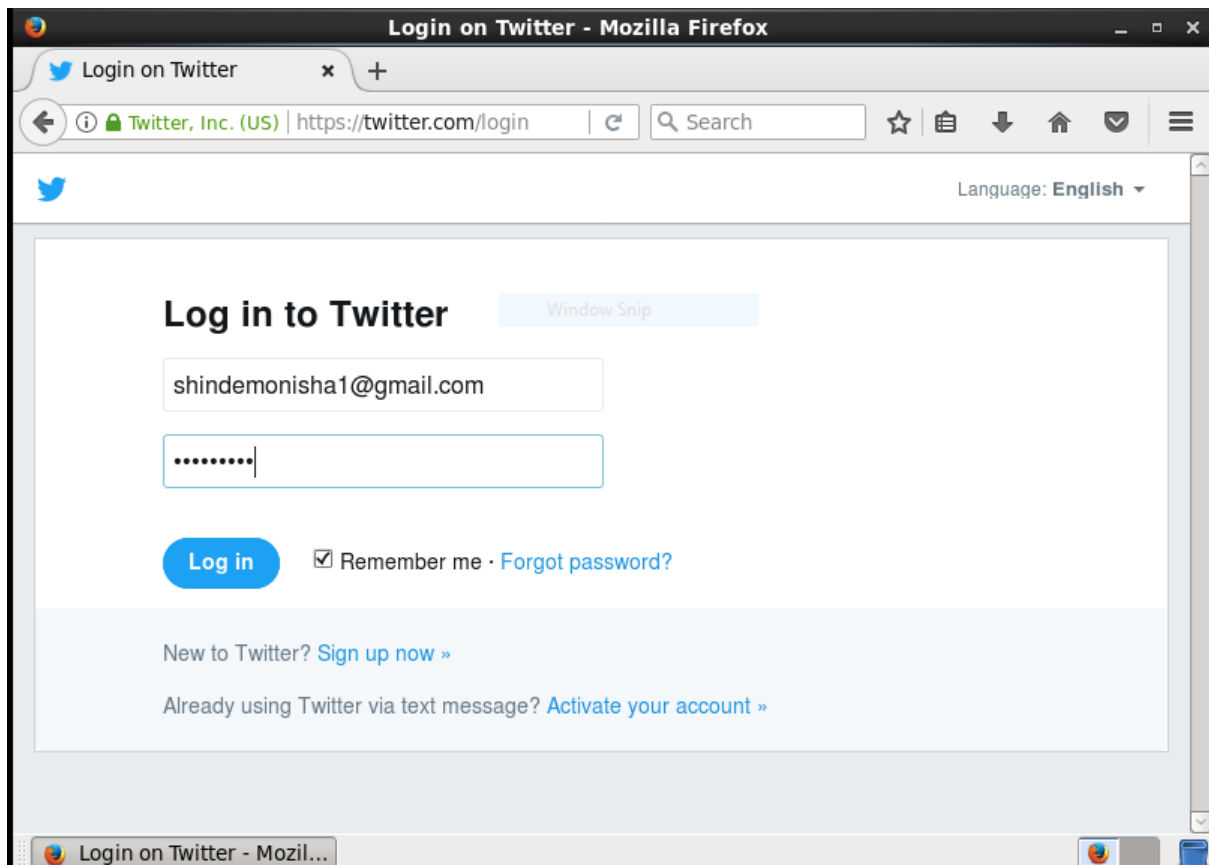 Login on Twitter - Mozilla Firefox
Login on Twitter
Twitter, Inc. (US) https://twitter.com/login Search
Language: English
Log in to Twitter
Window Snip
shindemonisha1@gmail.com
•••••••••
Log in Remember me · Forgot password?
New to Twitter? Sign up now »
Already using Twitter via text message? Activate your account »
Login on Twitter - Mozil...